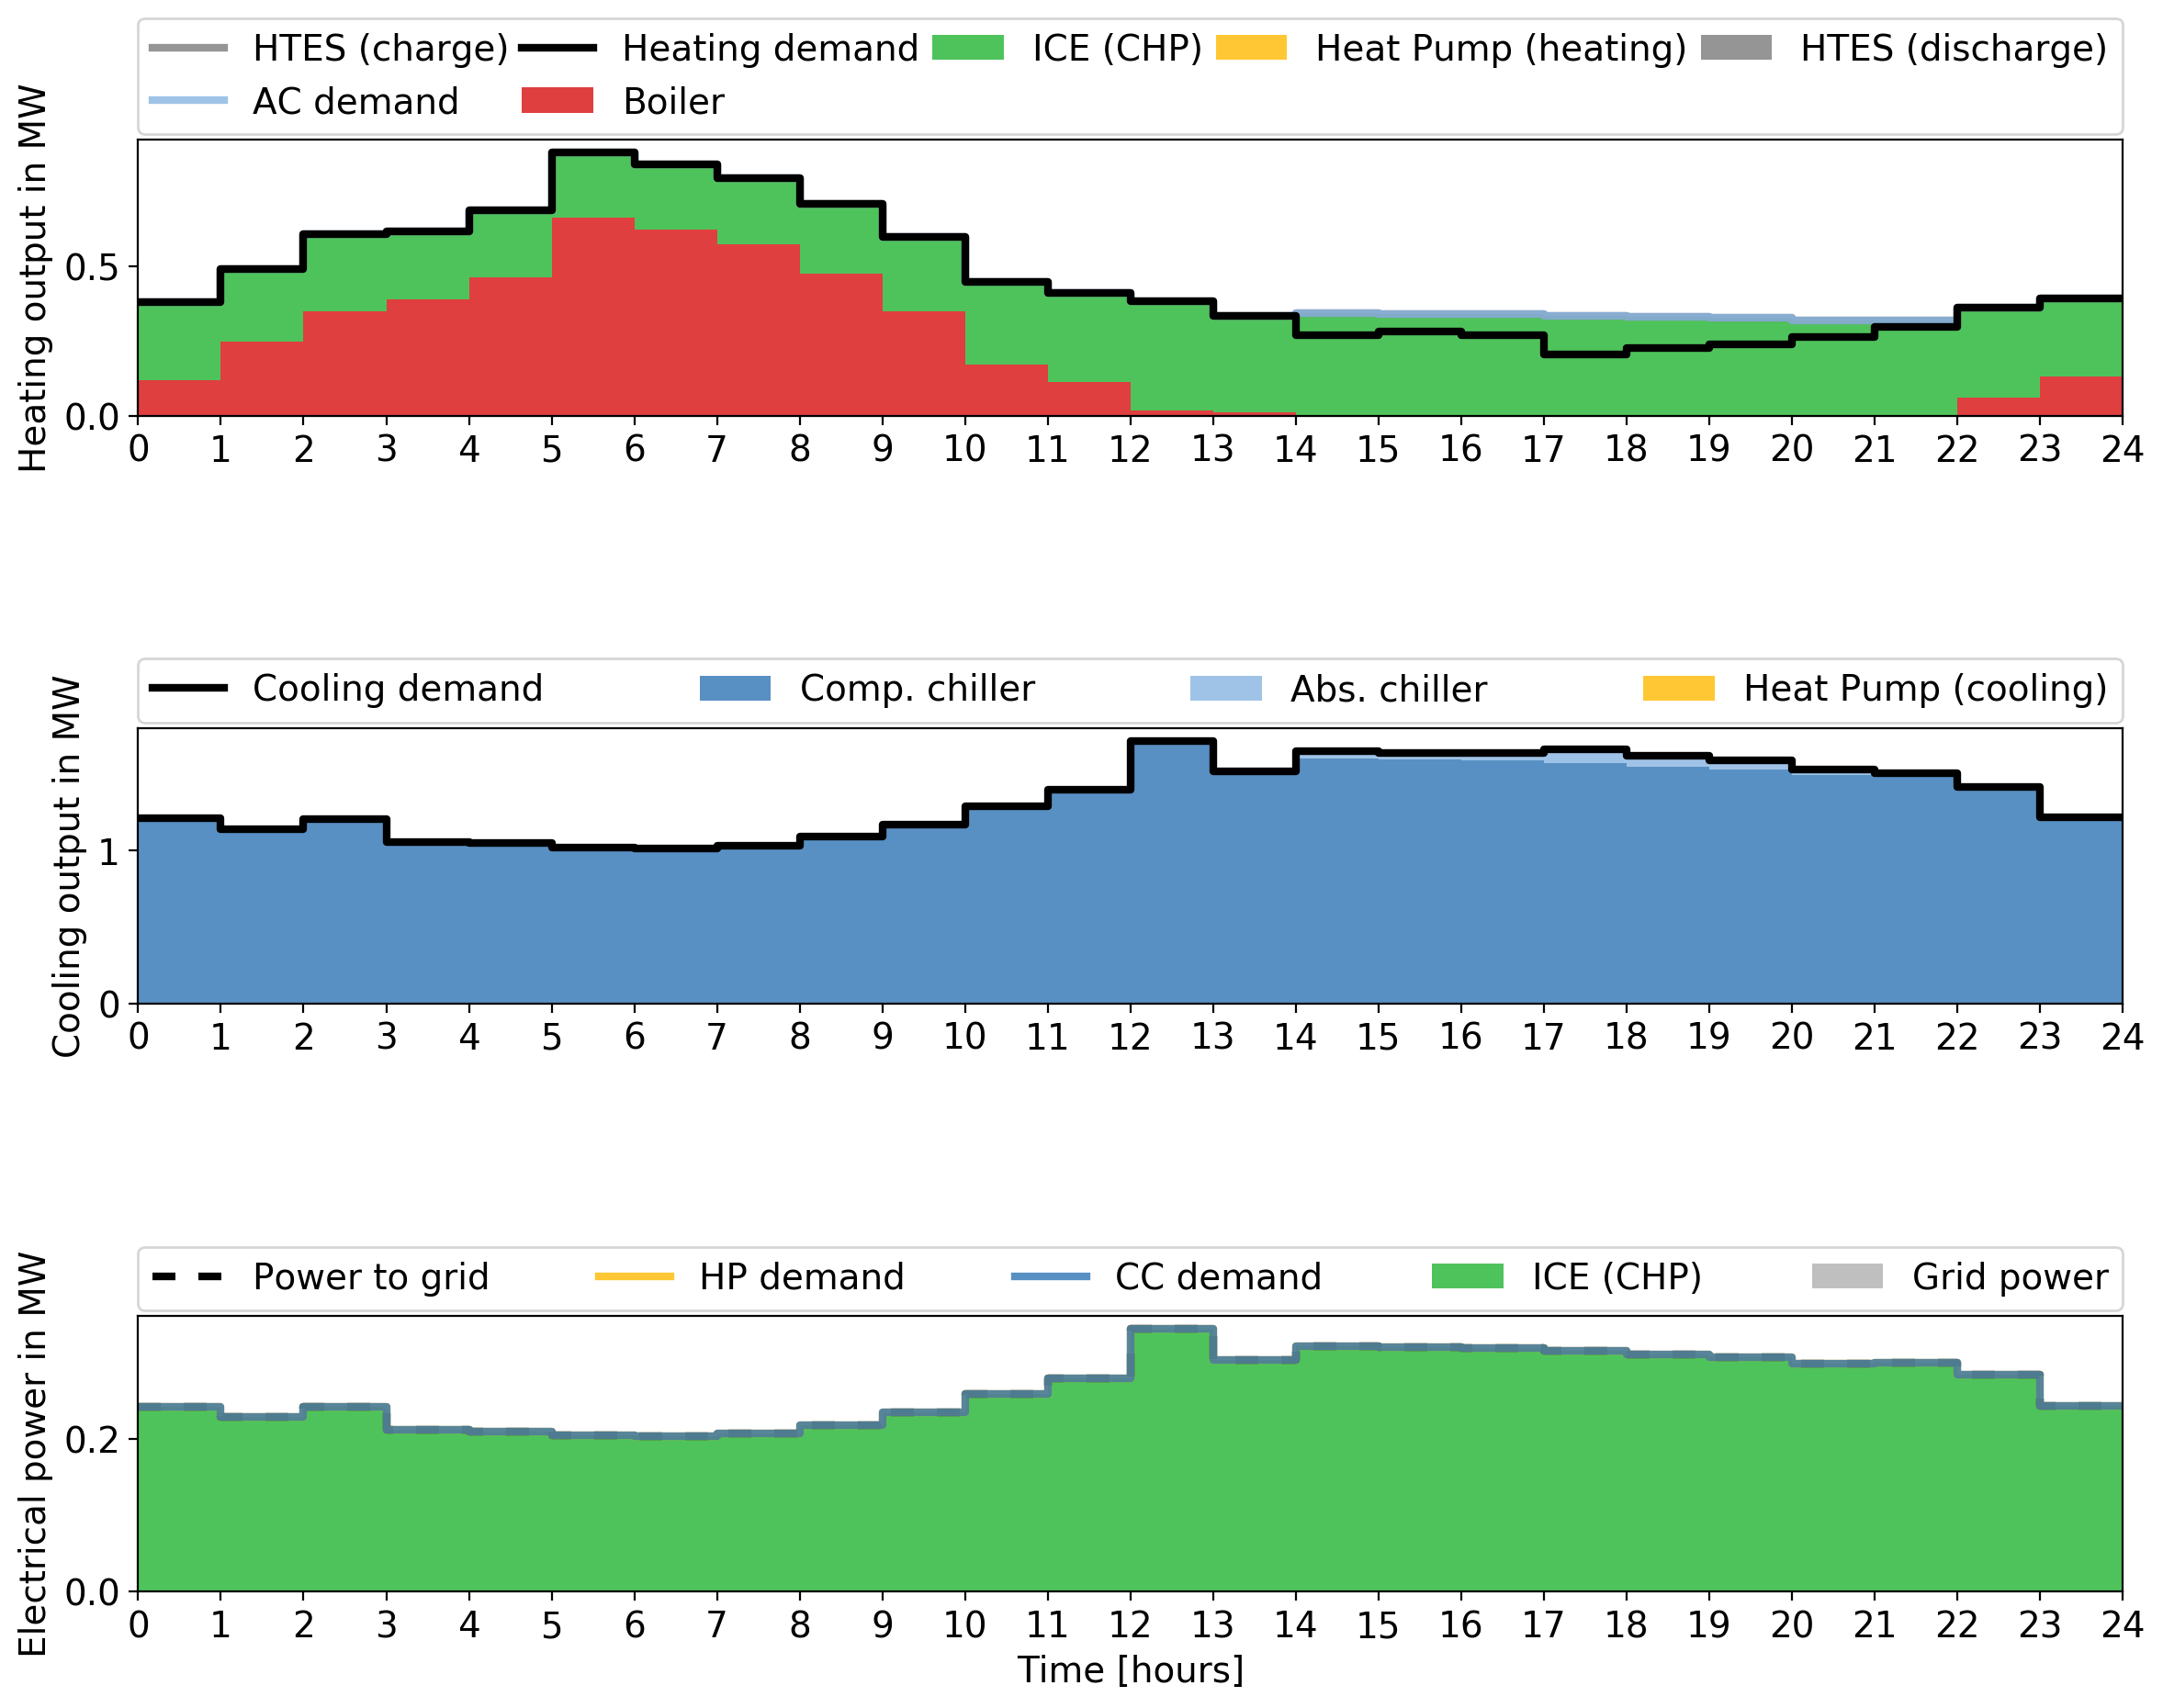 HTES (charge) Heating demand ICE (CHP) Heat Pump (heating) HTES (discharge)
AC demand Boiler
Heating output in MW
0.5
0.0
0 1 2 3 4 5 6 7 8 9 10 11 12 13 14 15 16 17 18 19 20 21 22 23 24
Cooling demand Comp. chiller Abs. chiller Heat Pump (cooling)
Cooling output in MW
1
0
0 1 2 3 4 5 6 7 8 9 10 11 12 13 14 15 16 17 18 19 20 21 22 23 24
Power to grid HP demand CC demand ICE (CHP) Grid power
Electrical power in MW
0.2
0.0
0 1 2 3 4 5 6 7 8 9 10 11 12 13 14 15 16 17 18 19 20 21 22 23 24
Time [hours]